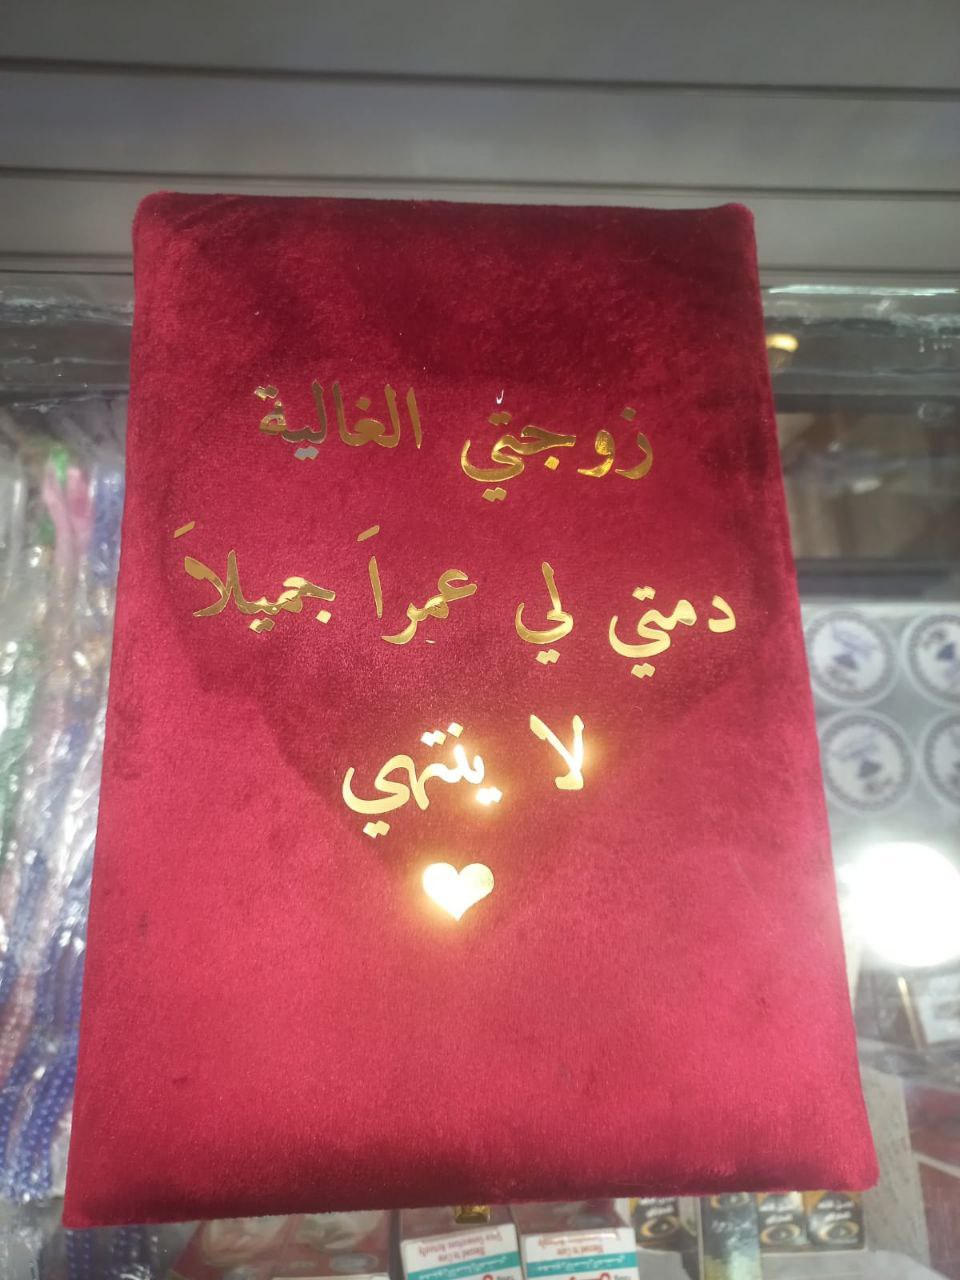 زوجتي الغالية
دمتي لي عمراَ جميلاَ
لا ينتهي